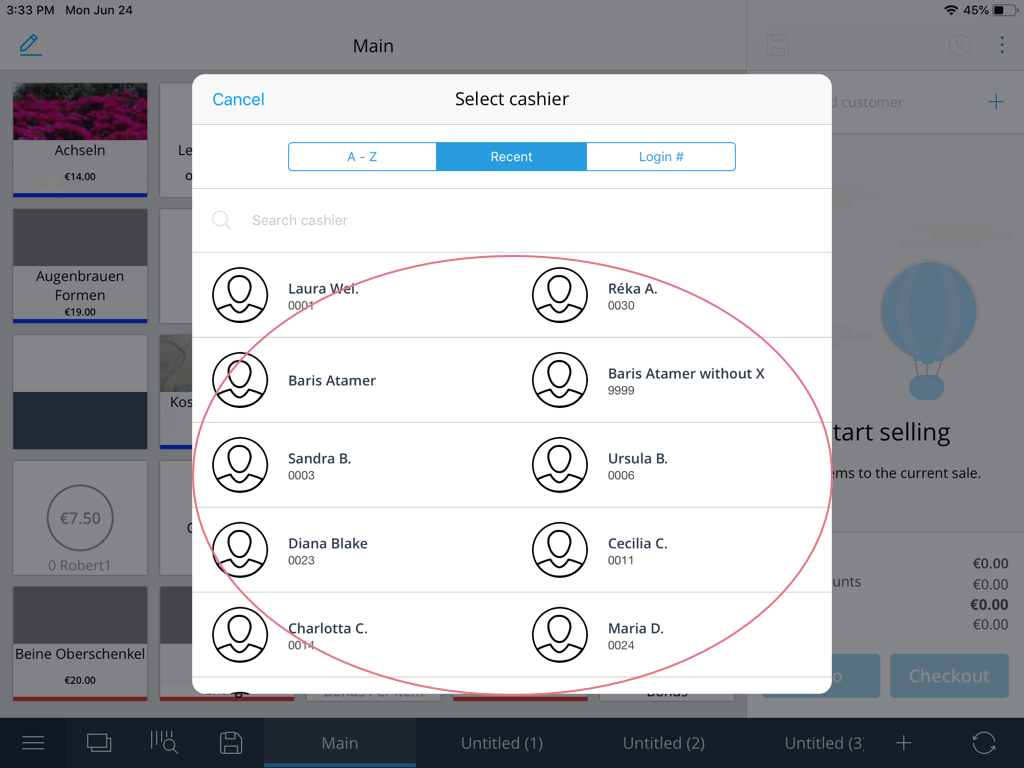 3:33 PM Mon Jun 24
45%
Main
Cancel
Select cashier
A - Z
Recent
Login #
Search cashier
Laura Wei.
0001
Réka A.
0030
Baris Atamer
Baris Atamer without X
9999
Sandra B.
0003
Ursula B.
0006
Diana Blake
0023
Cecilia C.
0011
Charlotta C.
0014
Maria D.
0024
Achseln
€14.00
Augenbrauen
Formen
€19.00
€7.50
0 Robert1
Beine Oberschenkel
€20.00
Le
Kos
customer
tart selling
ems to the current sale.
unts
€0.00
€0.00
€0.00
€0.00
Checkout
Main
Untitled (1)
Untitled (2)
Untitled (3)